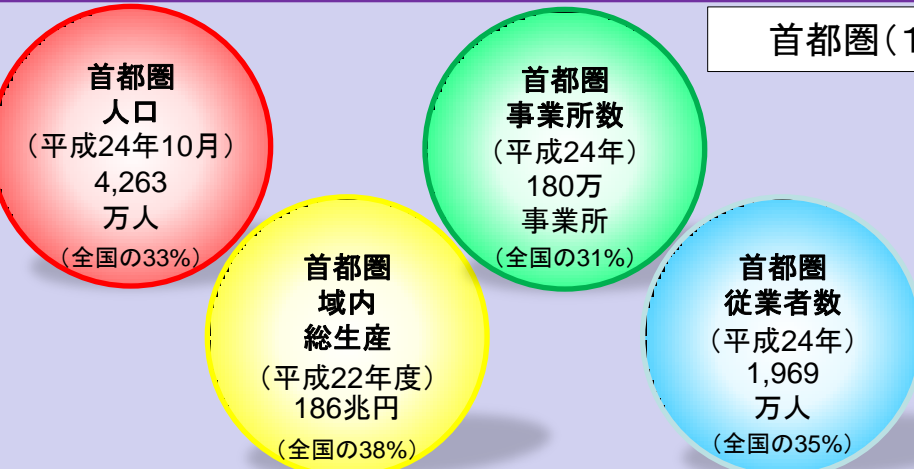 首都圏(1
首都圏
人口
(平成24年10月)
4,263
万人
(全国の33%)
首都圏
域内
総生産
(平成22年度)
186兆円
(全国の38%)
首都圏
事業所数
(平成24年)
180万
事業所
(全国の31%)
首都圏
従業者数
(平成24年)
1,969
万人
(全国の35%)